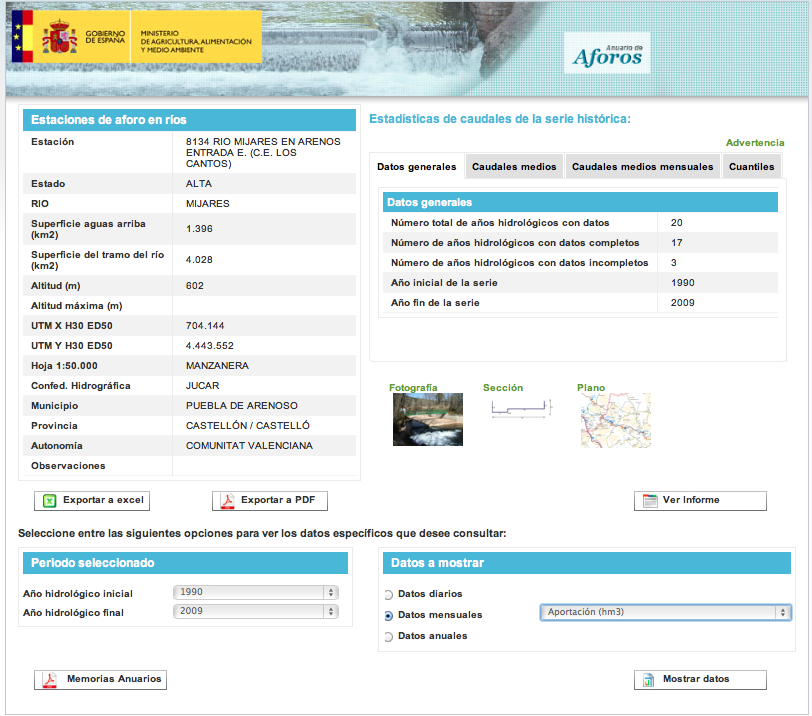 GOBIERNO
DE ESPAÑA
MINISTERIO
DE AGRICULTURA, ALIMENTACIÓN
Y MEDIO AMBIENTE
Anuario de
Aforos
Estaciones de aforo en ríos
Estación 8134 RIO MIJARES EN ARENOS
ENTRADA E. (C.E. LOS
CANTOS)
Estado ALTA
RIO MIJARES
Superficie aguas arriba
(km2) 1.396
Superficie del tramo del río
(km2) 4.028
Altitud (m) 602
Altitud máxima (m)
UTM X H30 ED50 704.144
UTM Y H30 ED50 4.443.552
Hoja 1:50.000 MANZANERA
Confed. Hidrográfica JUCAR
Municipio PUEBLA DE ARENOSO
Provincia CASTELLÓN / CASTELLÓ
Autonomía COMUNITAT VALENCIANA
Observaciones
Exportar a excel Exportar a PDF
Estadísticas de caudales de la serie histórica:
Advertencia
Datos generales Caudales medios Caudales medios mensuales Cuantiles
Datos generales
Número total de años hidrológicos con datos 20
Número de años hidrológicos con datos completos 17
Número de años hidrológicos con datos incompletos 3
Año inicial de la serie 1990
Año fin de la serie 2009
Fotografía Sección Plano
Ver Informe
Seleccione entre las siguientes opciones para ver los datos específicos que desee consultar:
Periodo seleccionado
Año hidrológico inicial 1990
Año hidrológico final 2009
Datos a mostrar
Datos diarios
Datos mensuales Aportación (hm3)
Datos anuales
Memorias Anuarios Mostrar datos